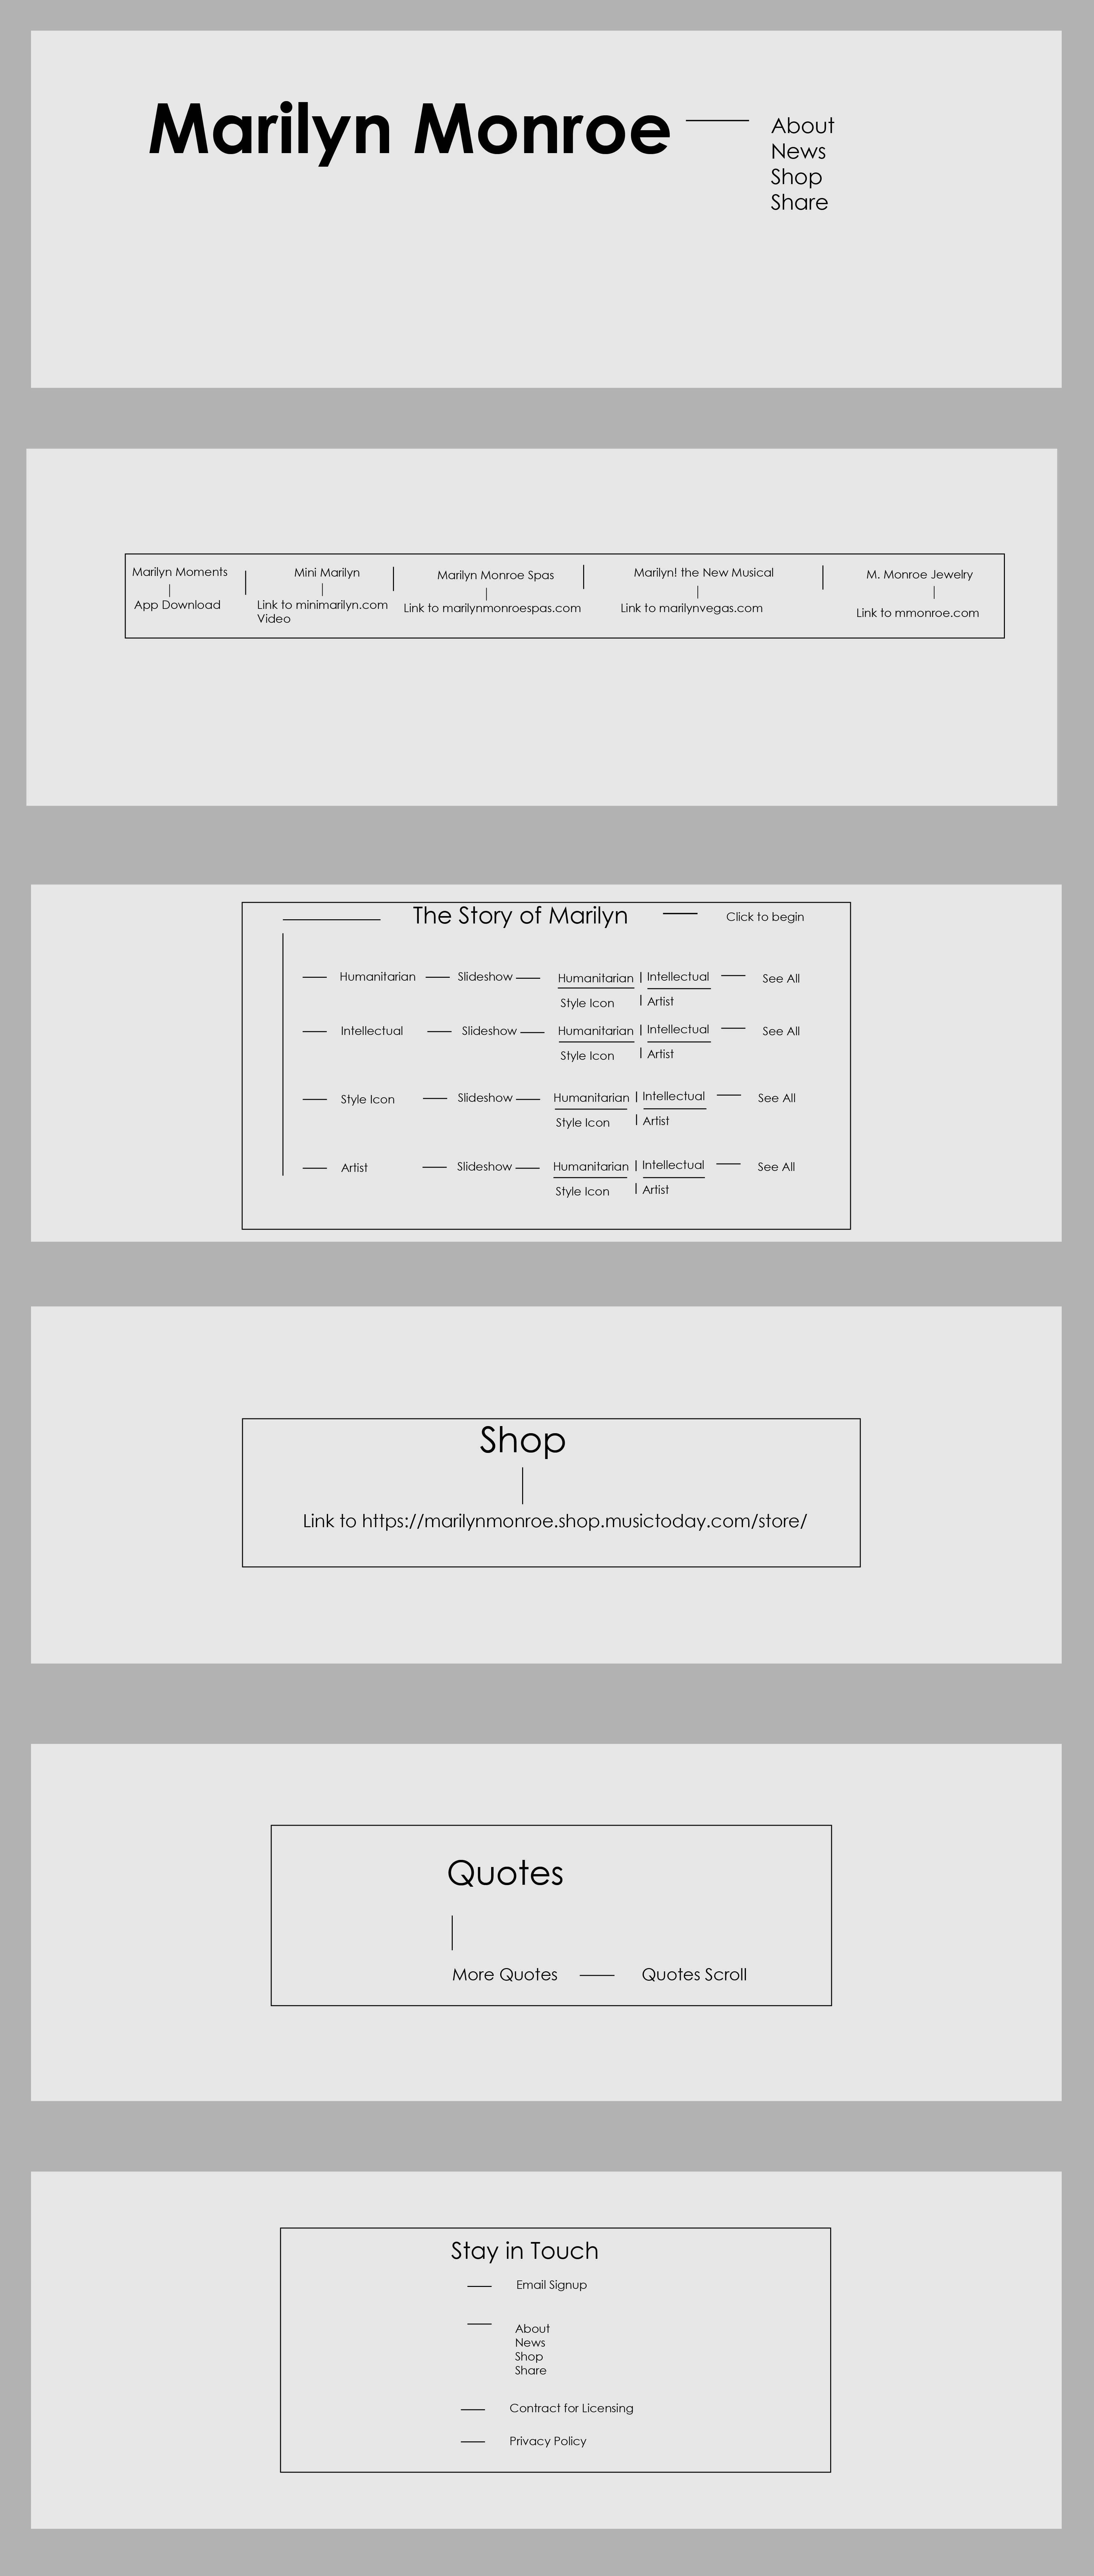 Marilyn Monroe
About
News
Shop
Share
Marilyn Moments
App Download
Mini Marilyn
Link to minimarilyn.com
Video
Marilyn Monroe Spas
Link to marilynmonroespas.com
Marilyn! the New Musical
Link to marilynvegas.com
M. Monroe Jewelry
Link to mmonroe.com
The Story of Marilyn
Click to begin
Humanitarian
Slideshow
Humanitarian
Intellectual
Style Icon
Artist
See All
Intellectual
Slideshow
Humanitarian
Intellectual
Style Icon
Artist
See All
Style Icon
Slideshow
Humanitarian
Intellectual
Style Icon
Artist
See All
Artist
Slideshow
Humanitarian
Intellectual
Style Icon
Artist
See All
Shop
Link to https://marilynmonroe.shop.musictoday.com/store/
Quotes
More Quotes
Quotes Scroll
Stay in Touch
Email Signup
About
News
Shop
Share
Contract for Licensing
Privacy Policy